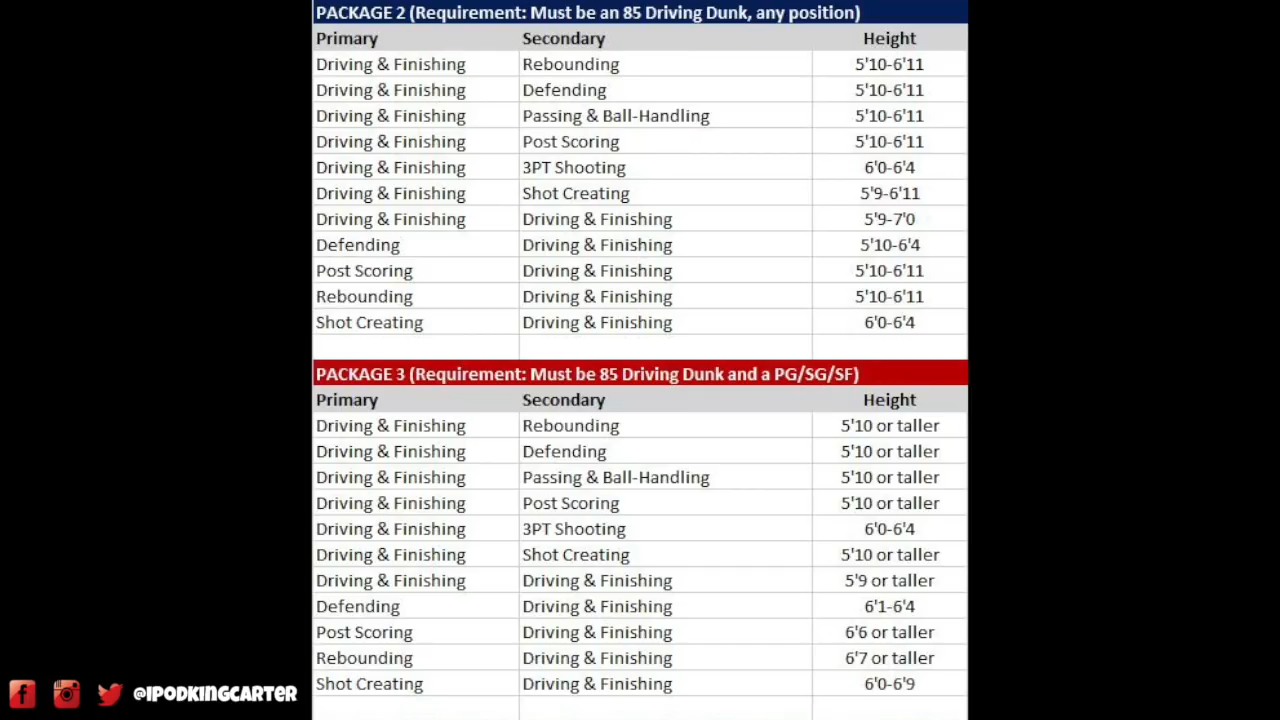 PACKAGE 2 (Requirement: Must be an 85 Driving Dunk, any position)
Primary Secondary Height
Driving & Finishing Rebounding 5'10-6'11
Driving & Finishing Defending 5'10-6'11
Driving & Finishing Passing & Ball-Handling 5'10-6'11
Driving & Finishing Post Scoring 5'10-6'11
Driving & Finishing 3PT Shooting 6'0-6'4
Driving & Finishing Shot Creating 5'9-6'11
Driving & Finishing Driving & Finishing 5'9-7'0
Defending Driving & Finishing 5'10-6'4
Post Scoring Driving & Finishing 5'10-6'11
Rebounding Driving & Finishing 5'10-6'11
Shot Creating Driving & Finishing 6'0-6'4
PACKAGE 3 (Requirement: Must be 85 Driving Dunk and a PG/SG/SF)
Primary Secondary Height
Driving & Finishing Rebounding 5'10 or taller
Driving & Finishing Defending 5'10 or taller
Driving & Finishing Passing & Ball-Handling 5'10 or taller
Driving & Finishing Post Scoring 5'10 or taller
Driving & Finishing 3PT Shooting 6'0-6'4
Driving & Finishing Shot Creating 5'10 or taller
Driving & Finishing Driving & Finishing 5'9 or taller
Defending Driving & Finishing 6'1-6'4
Post Scoring Driving & Finishing 6'6 or taller
Rebounding Driving & Finishing 6'7 or taller
Shot Creating Driving & Finishing 6'0-6'9
@IPODKINGCARTER